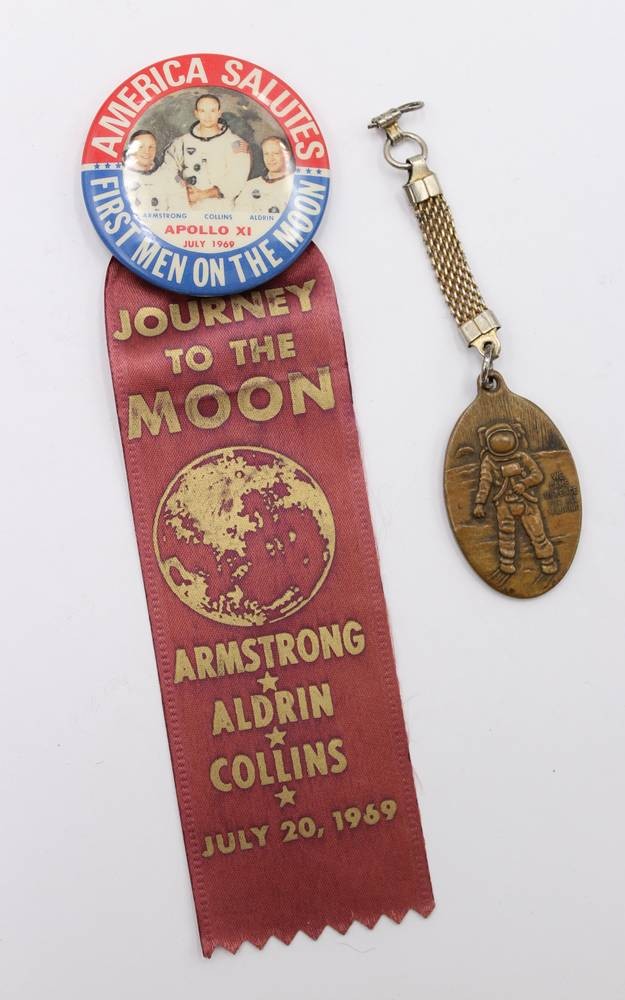 AMERICA SALUTES
ARMSTRONG COLLINS ALDRIN
APOLLO XI
JULY 1969
FIRST MEN ON THE MOON
JOURNEY
TO THE
MOON
ARMSTRONG
ALDRIN
COLLINS
JULY 20, 1969